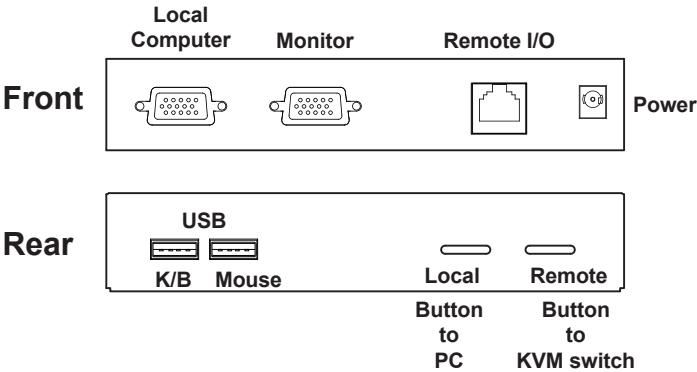 Local
Computer Monitor Remote I/O
Front
Power
USB
Rear
K/B Mouse Local Remote
Button Button
to to
PC KVM switch